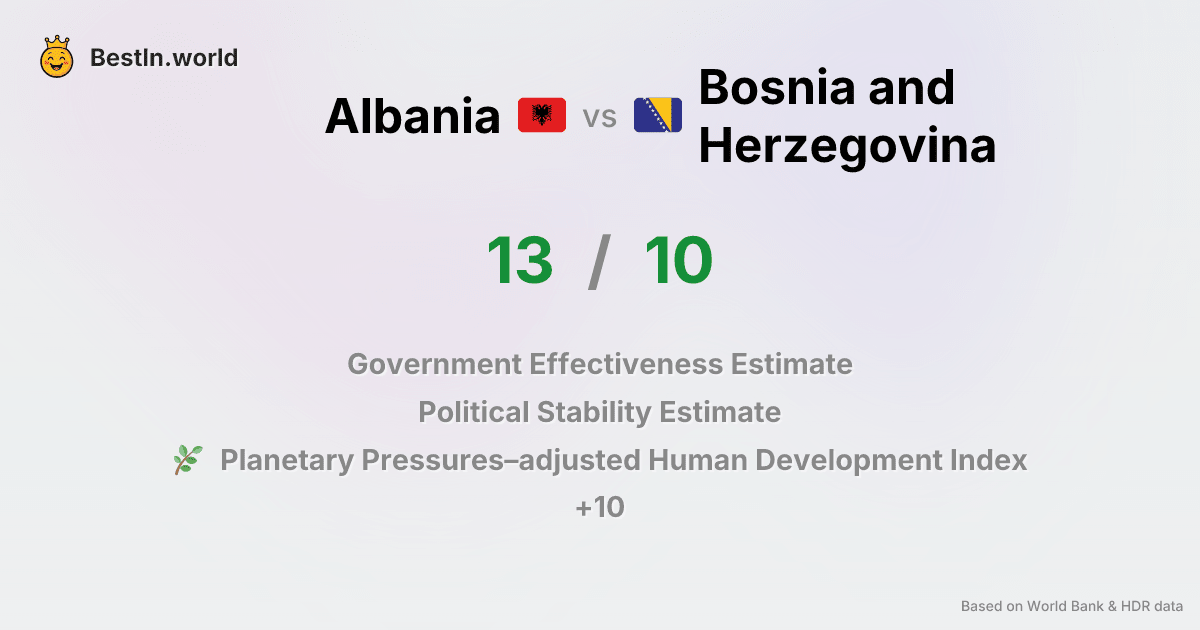 BestIn.world
Albania vs Bosnia and
Herzegovina
13 / 10
Government Effectiveness Estimate
Political Stability Estimate
Planetary Pressures–adjusted Human Development Index
+10
Based on World Bank & HDR data